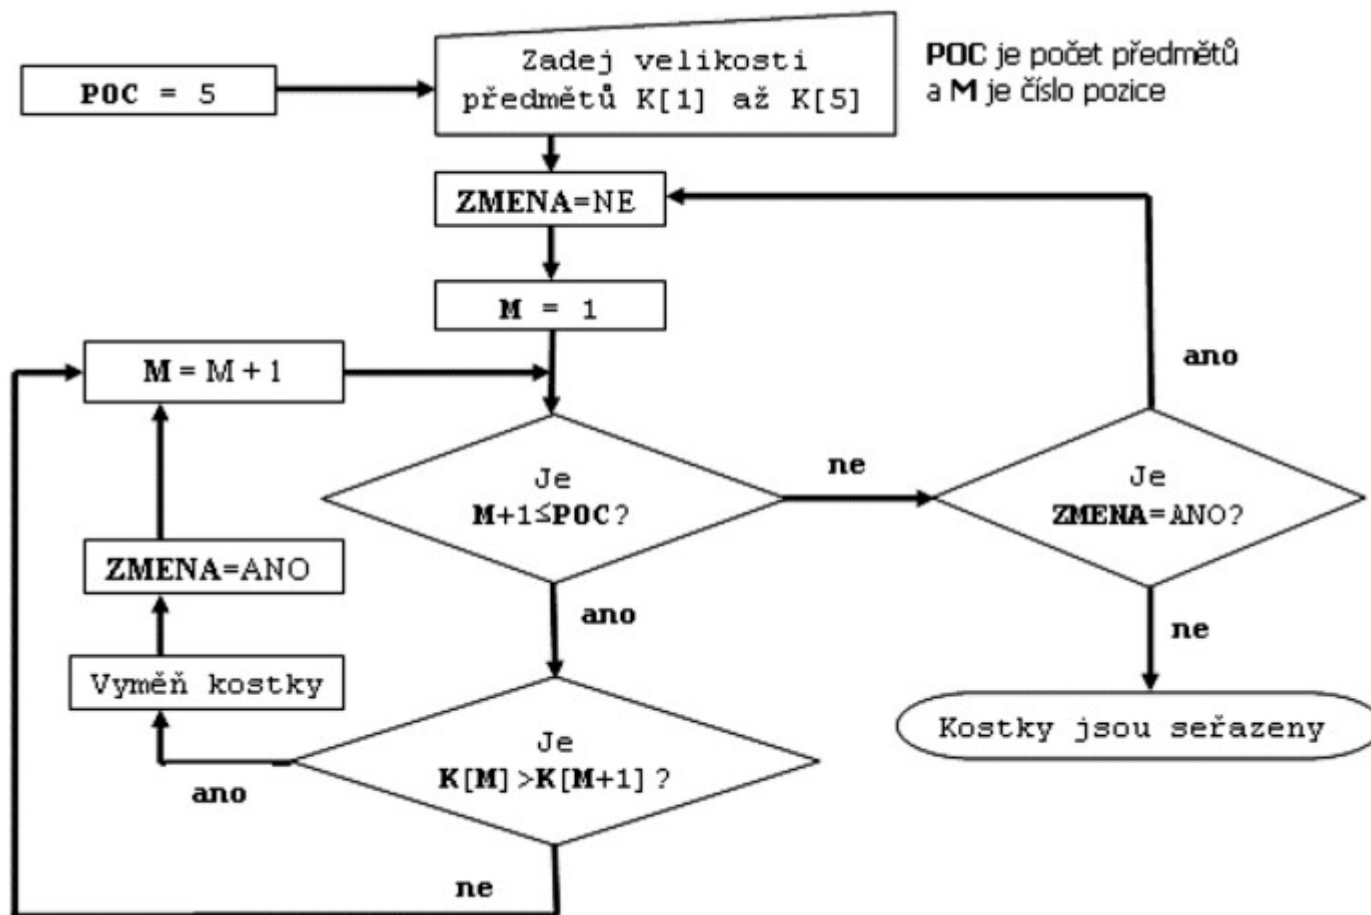 POC = 5
Zadej velikosti
předmětů K[1] až K[5]
POC je počet předmětů
a M je číslo pozice
ZMENA=NE
M = 1
M = M + 1
ano
Je
M+1≤POC?
ne
Je
ZMENA=ANO?
ZMENA=ANO
ano
ne
Vyměň kostky
Kostky jsou seřazeny
Je
K[M]>K[M+1]?
ano
ne